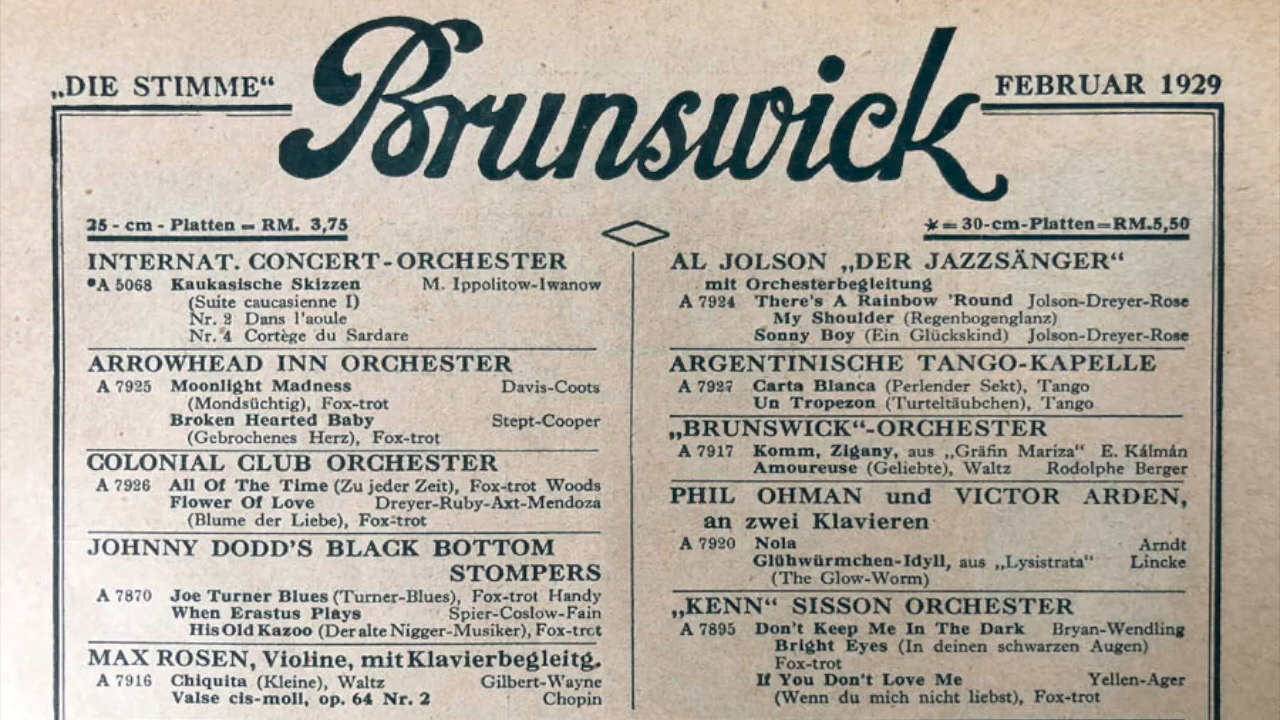 „DIE STIMME“ Brunswick FEBRUAR 1929
25 - cm - Platten = RM. 3,75
INTERNAT. CONCERT-ORCHESTER
*A 5068 Kaukasische Skizzen M. Ippolitow-Iwanow
(Suite caucasienne I)
Nr. 2 Dans l'aoule
Nr. 4 Cortège du Sardare
ARROWHEAD INN ORCHESTER
A 7925 Moonlight Madness Davis-Coots
(Mondsüchtig), Fox-trot
Broken Hearted Baby Stept-Cooper
(Gebrochenes Herz), Fox-trot
COLONIAL CLUB ORCHESTER
A 7926 All Of The Time (Zu jeder Zeit), Fox-trot Woods
Flower Of Love Dreyer-Ruby-Axt-Mendoza
(Blume der Liebe), Fox-trot
JOHNNY DODD'S BLACK BOTTOM
STOMPERS
A 7870 Joe Turner Blues (Turner-Blues), Fox-trot Handy
When Erastus Plays Spier-Coslow-Fain
His Old Kazoo (Der alte Nigger-Musiker), Fox-trot
MAX ROSEN, Violine, mit Klavierbegleitg.
A 7916 Chiquita (Kleine), Waltz Gilbert-Wayne
Valse cis-moll, op. 64 Nr. 2 Chopin
* = 30-cm-Platten=RM.5,50
AL JOLSON „DER JAZZSÄNGER“
mit Orchesterbegleitung
A 7924 There's A Rainbow 'Round Jolson-Dreyer-Rose
My Shoulder (Regenbogenglanz)
Sonny Boy (Ein Glückskind) Jolson-Dreyer-Rose
ARGENTINISCHE TANGO-KAPELLE
A 7927 Carta Blanca (Perlender Sekt), Tango
Un Tropezon (Turteltäubchen), Tango
„BRUNSWICK“-ORCHESTER
A 7917 Komm, Zigany, aus „Gräfin Mariza“ E. Kálmán
Amoureuse (Geliebte), Waltz Rodolphe Berger
PHIL OHMAN und VICTOR ARDEN,
an zwei Klavieren
A 7920 Nola Arndt
Glühwürmchen-Idyll, aus „Lysistrata“ Lincke
(The Glow-Worm)
„KENN“ SISSON ORCHESTER
A 7895 Don't Keep Me In The Dark Bryan-Wendling
Bright Eyes (In deinen schwarzen Augen)
Fox-trot
If You Don't Love Me Yellen-Ager
(Wenn du mich nicht liebst), Fox-trot